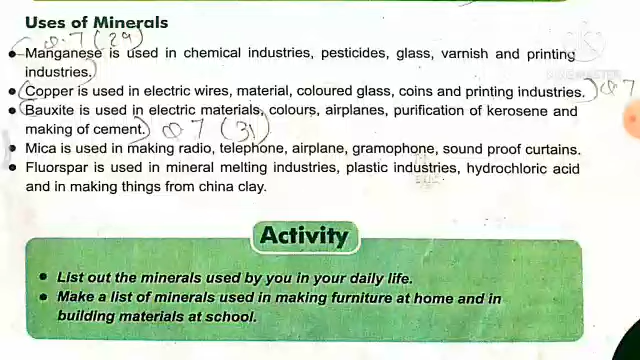 Uses of Minerals
Q.7 (29)
• Manganese is used in chemical industries, pesticides, glass, varnish and printing
industries.
• Copper is used in electric wires, material, coloured glass, coins and printing industries. Q.7
• Bauxite is used in electric materials, colours, airplanes, purification of kerosene and
making of cement. Q 7 (31)
• Mica is used in making radio, telephone, airplane, gramophone, sound proof curtains.
• Fluorspar is used in mineral melting industries, plastic industries, hydrochloric acid
and in making things from china clay.
Activity
• List out the minerals used by you in your daily life.
• Make a list of minerals used in making furniture at home and in
building materials at school.